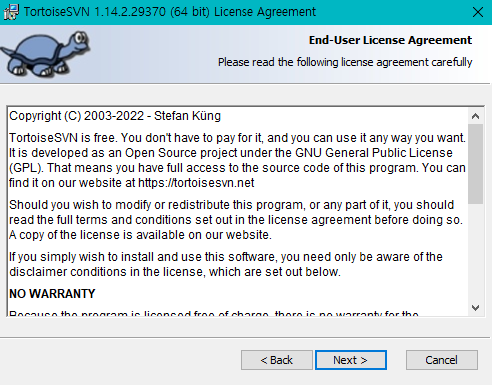 TortoiseSVN 1.14.2.29370 (64 bit) License Agreement
End-User License Agreement
Please read the following license agreement carefully
Copyright (C) 2003-2022 - Stefan Küng
TortoiseSVN is free. You don't have to pay for it, and you can use it any way you want.
It is developed as an Open Source project under the GNU General Public License
(GPL). That means you have full access to the source code of this program. You can
find it on our website at https://tortoisesvn.net
Should you wish to modify or redistribute this program, or any part of it, you should
read the full terms and conditions set out in the license agreement before doing so.
A copy of the license is available on our website.
If you simply wish to install and use this software, you need only be aware of the
disclaimer conditions in the license, which are set out below.
NO WARRANTY
Because the program is licensed free of charge, there is no warranty for the
< Back
Next >
Cancel